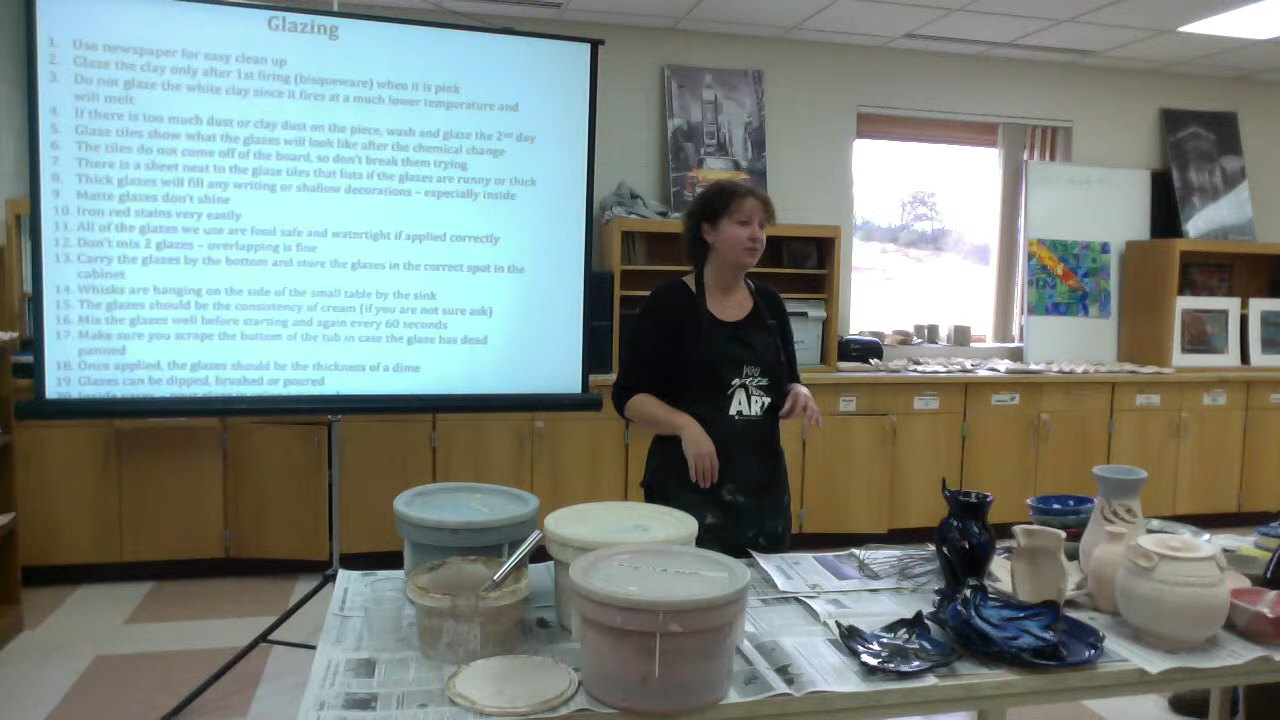 Glazing
1. Use newspaper for easy clean up
2. Glaze the clay only after 1st firing (bisqueware) when it is pink
3. Do not glaze the white clay since it fires at a much lower temperature and
will melt
4. If there is too much dust or clay dust on the piece, wash and glaze the 2nd day
5. Glaze tiles show what the glazes will look like after the chemical change
6. The tiles do not come off of the board, so don't break them trying
7. There is a sheet next to the glaze tiles that lists if the glazes are runny or thick
8. Thick glazes will fill any writing or shallow decorations – especially inside
9. Matte glazes don't shine
10. Iron red stains very easily
11. All of the glazes we use are food safe and watertight if applied correctly
12. Don't mix 2 glazes – overlapping is fine
13. Carry the glazes by the bottom and store the glazes in the correct spot in the
cabinet
14. Whisks are hanging on the side of the small table by the sink
15. The glazes should be the consistency of cream (if you are not sure ask)
16. Mix the glazes well before starting and again every 60 seconds
17. Make sure you scrape the bottom of the tub in case the glaze has dead
panned
18. Once applied, the glazes should be the thickness of a dime
19. Glazes can be dipped, brushed or poured
YOU
gotta
ART